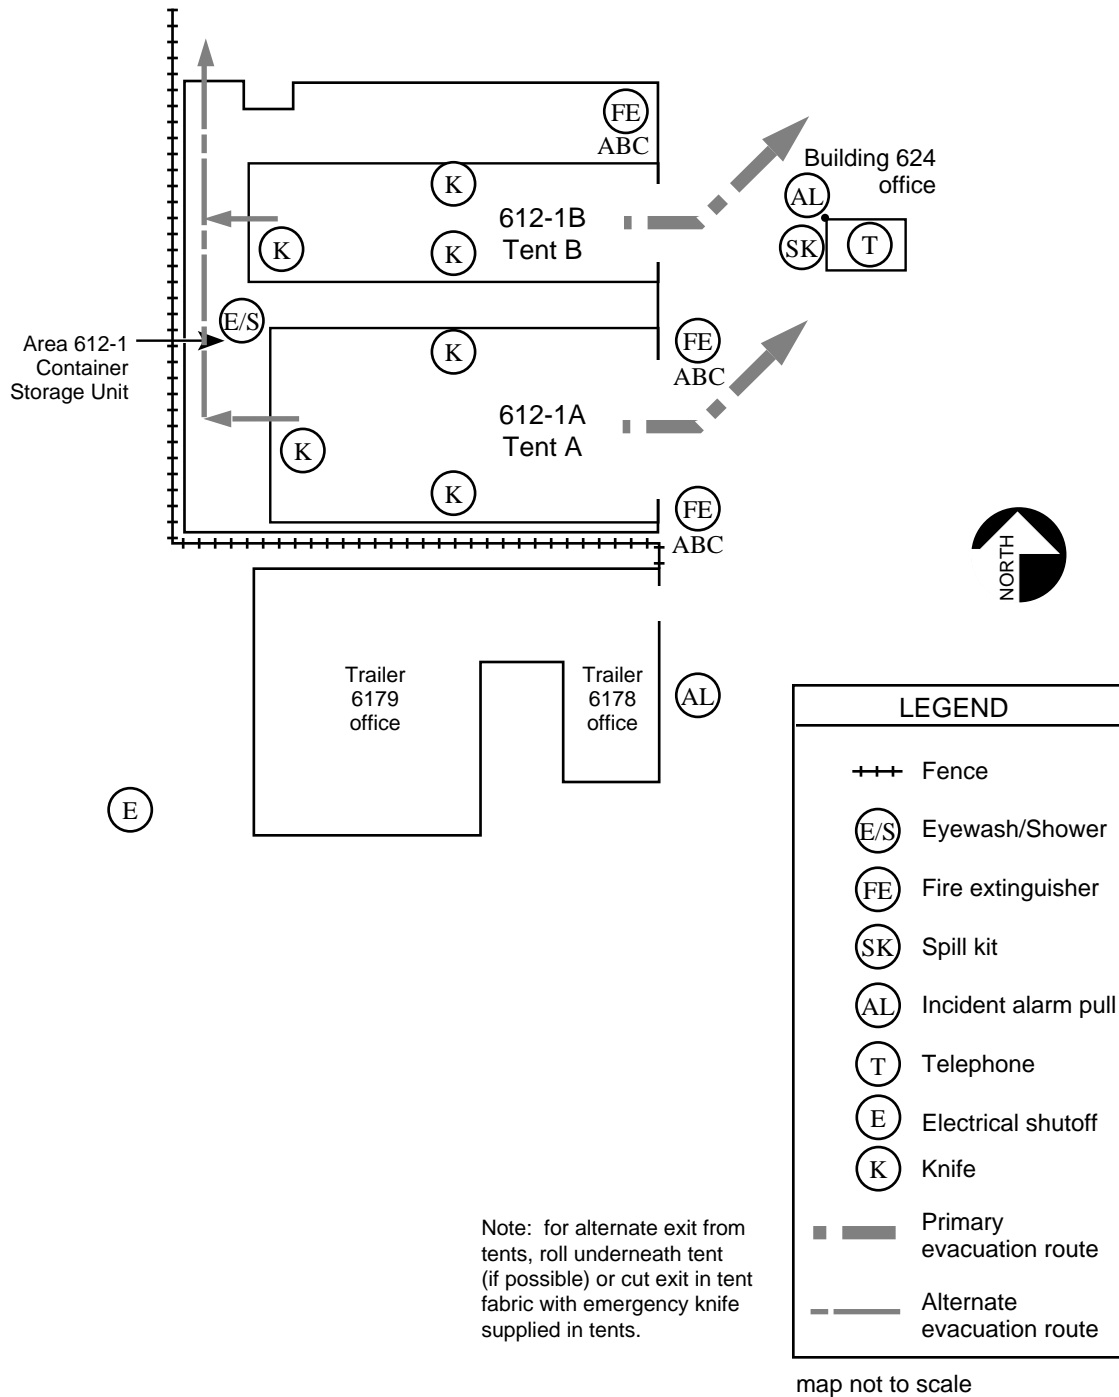 FE
ABC
Building 624
office
AL
SK
T
K
612-1B
Tent B
K
K
E/S
Area 612-1
Container
Storage Unit
K
FE
ABC
612-1A
Tent A
K
K
FE
ABC
NORTH
Trailer
6179
office
Trailer
6178
office
AL
E
LEGEND
Fence
E/S Eyewash/Shower
FE Fire extinguisher
SK Spill kit
AL Incident alarm pull
T Telephone
E Electrical shutoff
K Knife
Primary
evacuation route
Alternate
evacuation route
Note: for alternate exit from
tents, roll underneath tent
(if possible) or cut exit in tent
fabric with emergency knife
supplied in tents.
map not to scale